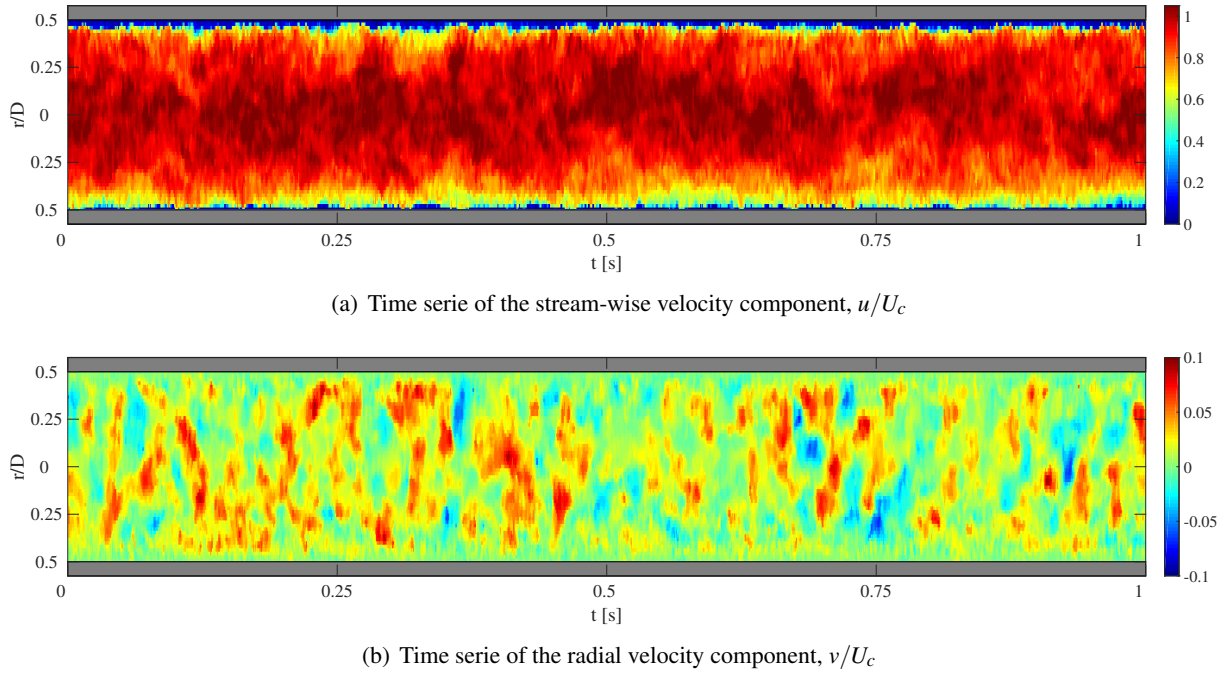 0.5
0.25
0
0.25
0.5
r/D
0 0.25 0.5 0.75 1
t [s]
1
0.8
0.6
0.4
0.2
0
(a) Time serie of the stream-wise velocity component, u/U_c
0.5
0.25
0
0.25
0.5
r/D
0 0.25 0.5 0.75 1
t [s]
0.1
0.05
0
-0.05
-0.1
(b) Time serie of the radial velocity component, v/U_c